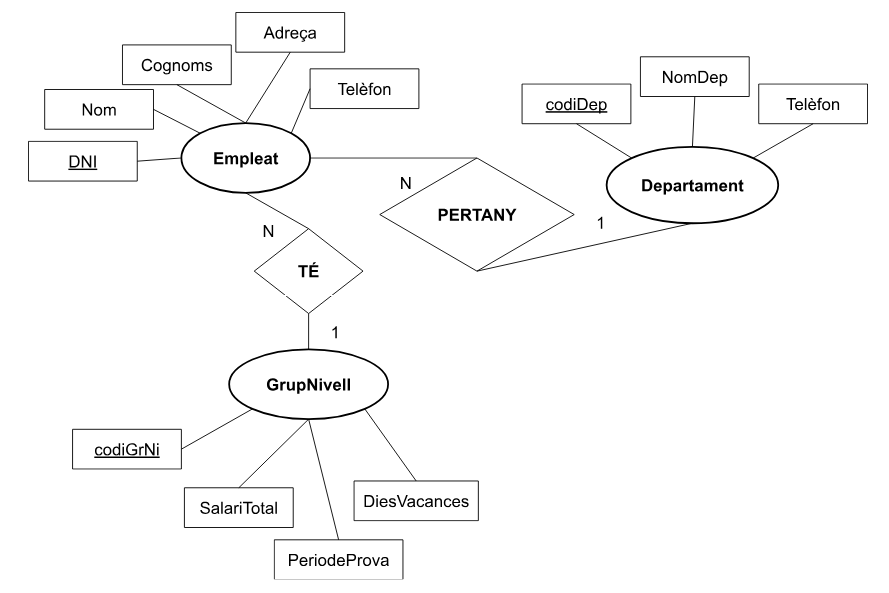 Adreça
Cognoms
NomDep
Telèfon
codiDep
Telèfon
Nom
DNI
Empleat
Departament
N
PERTANY
1
N
TÉ
1
GrupNivell
codiGrNi
DiesVacances
SalariTotal
PeriodeProva